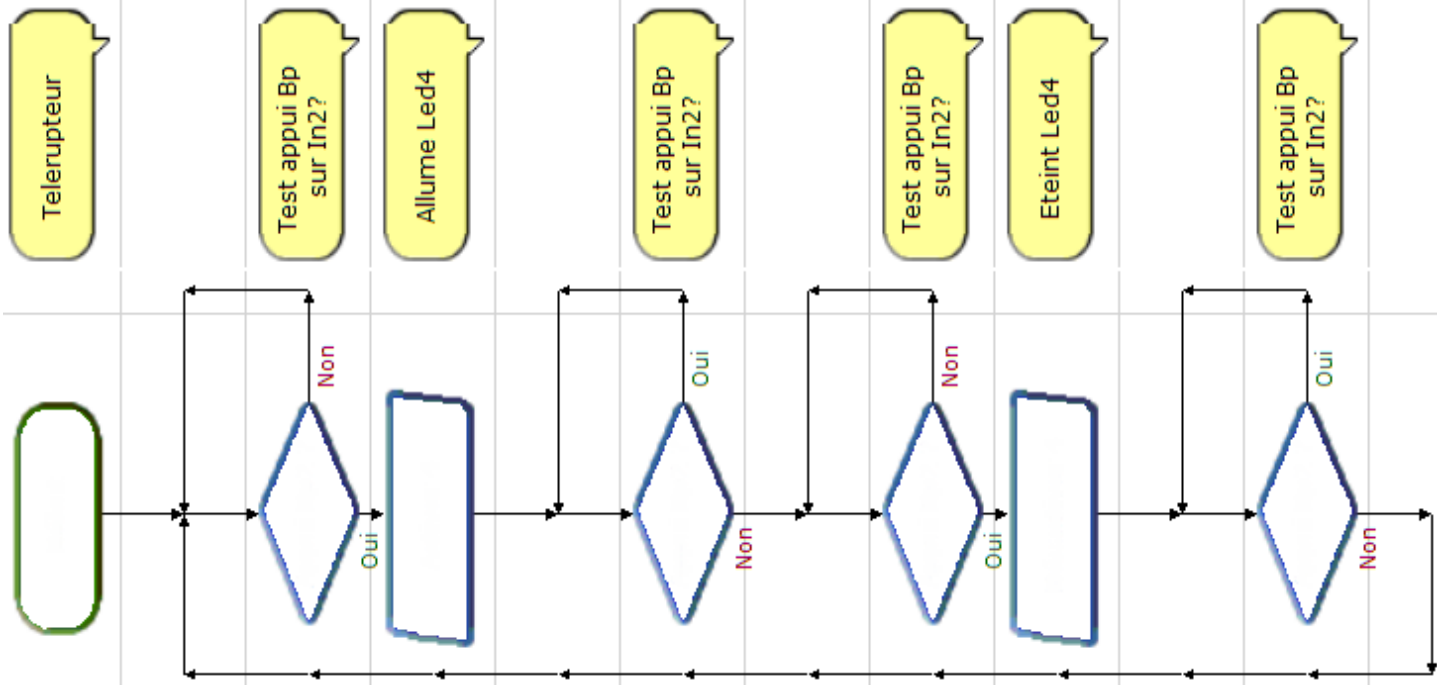 Telerupteur
Test appui Bp
sur In2?
Allume Led4
Test appui Bp
sur In2?
Test appui Bp
sur In2?
Eteint Led4
Test appui Bp
sur In2?
Non
Oui
Oui
Non
Non
Oui
Oui
Non